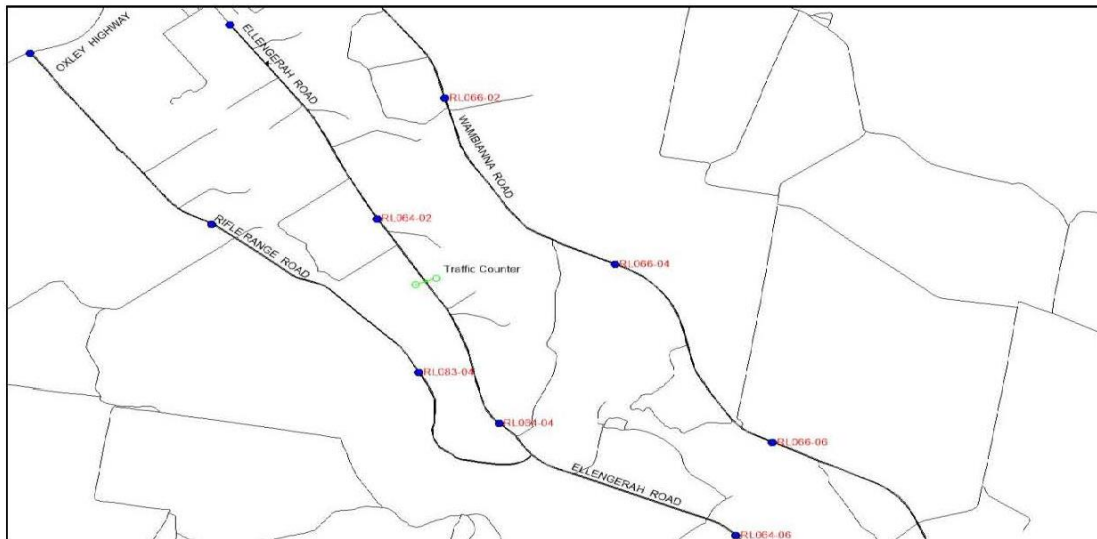 OXLEY HIGHWAY
ELLENGERAH ROAD
RL066-02
WAMBIANNA ROAD
RL064-02
RIFLE RANGE ROAD
Traffic Counter
RL066-04
RL083-04
RL064-04
RL066-06
ELLENGERAH ROAD
RL064-06